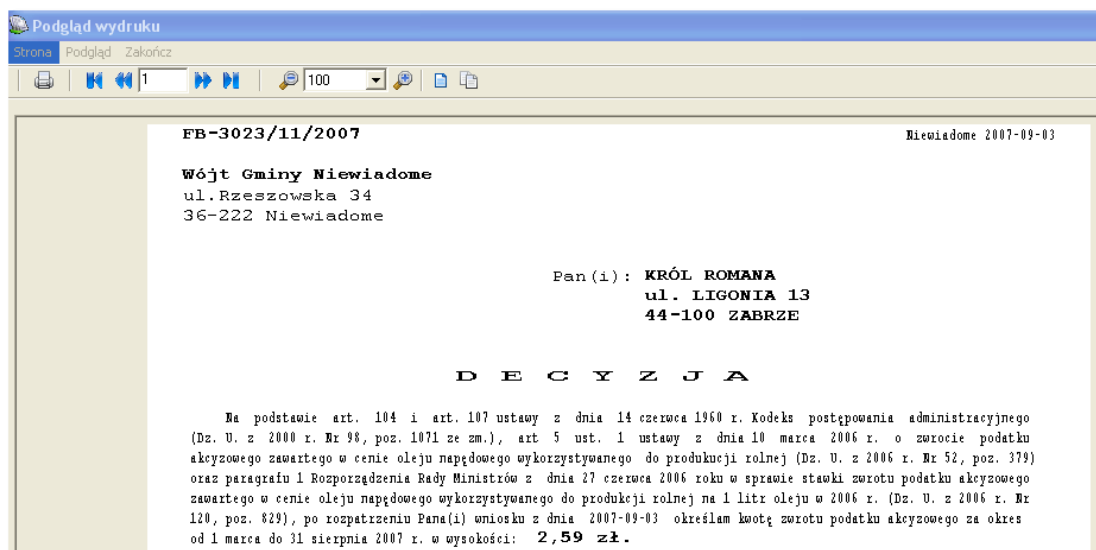 Podgląd wydruku
Strona Podgląd Zakończ
1 100
FB-3023/11/2007 Niewiadome 2007-09-03
Wójt Gminy Niewiadome
ul.Rzeszowska 34
36-222 Niewiadome
Pan(i): KRÓL ROMANA
ul. LIGONIA 13
44-100 ZABRZE
D E C Y Z J A
Na podstawie art. 104 i art. 107 ustawy z dnia 14 czerwca 1960 r. Kodeks postępowania administracyjnego
(Dz. U. z 2000 r. Nr 98, poz. 1071 ze zm.), art 5 ust. 1 ustawy z dnia 10 marca 2006 r. o zwrocie podatku
akcyzowego zawartego w cenie oleju napędowego wykorzystywanego do produkucji rolnej (Dz. U. z 2006 r. Nr 52, poz. 379)
oraz paragrafu 1 Rozporządzenia Rady Ministrów z dnia 27 czerwca 2006 roku w sprawie stawki zwrotu podatku akcyzowego
zawartego w cenie oleju napędowego wykorzystywanego do produkcji rolnej na 1 litr oleju w 2006 r. (Dz. U. z 2006 r. Nr
120, poz. 829), po rozpatrzeniu Pana(i) wniosku z dnia 2007-09-03 określam kwotę zwrotu podatku akcyzowego za okres
od 1 marca do 31 sierpnia 2007 r. w wysokości: 2,59 zł.